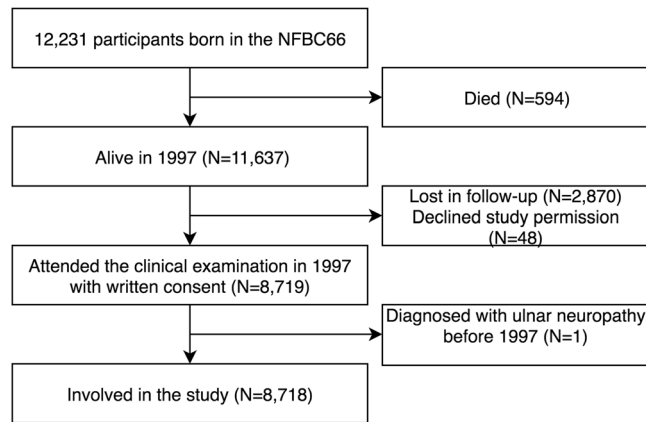 12,231 participants born in the NFBC66
Died (N=594)
Alive in 1997 (N=11,637)
Lost in follow-up (N=2,870)
Declined study permission
(N=48)
Attended the clinical examination in 1997
with written consent (N=8,719)
Diagnosed with ulnar neuropathy
before 1997 (N=1)
Involved in the study (N=8,718)